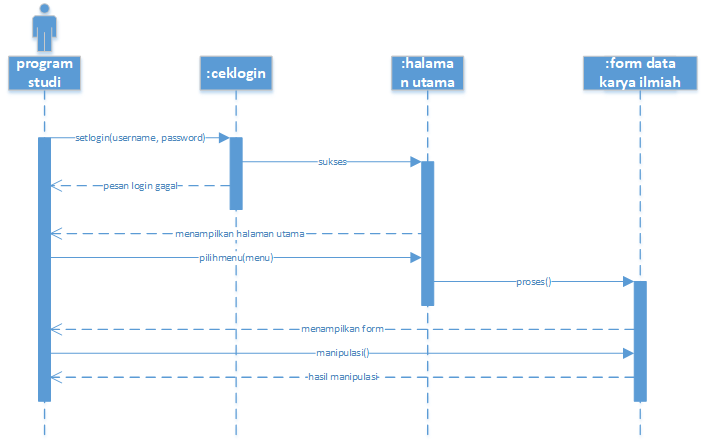 program
studi
:ceklogin
:halama
n utama
:form data
karya ilmiah
setlogin(username, password)
sukses
pesan login gagal
menampilkan halaman utama
pilihmenu(menu)
proses()
menampilkan form
manipulasi()
hasil manipulasi